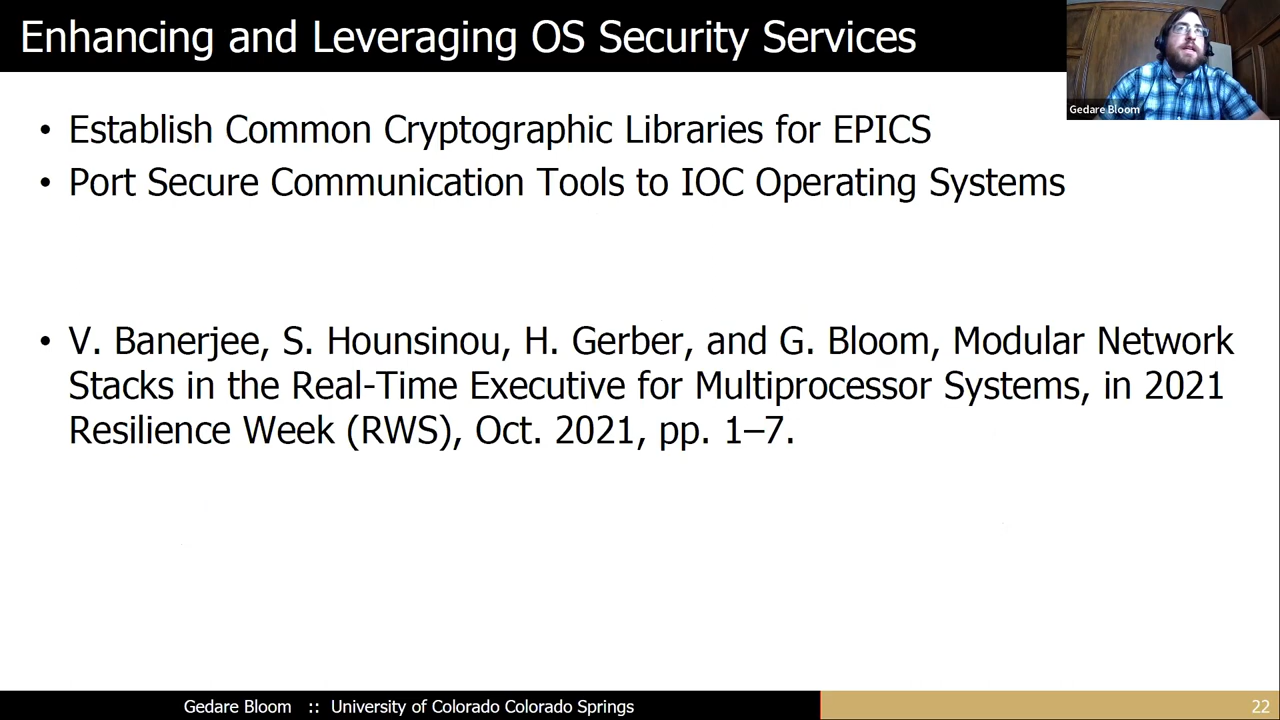 Enhancing and Leveraging OS Security Services
Gedare Bloom
• Establish Common Cryptographic Libraries for EPICS
• Port Secure Communication Tools to IOC Operating Systems
• V. Banerjee, S. Hounsinou, H. Gerber, and G. Bloom, Modular Network
Stacks in the Real-Time Executive for Multiprocessor Systems, in 2021
Resilience Week (RWS), Oct. 2021, pp. 1–7.
Gedare Bloom :: University of Colorado Colorado Springs
22